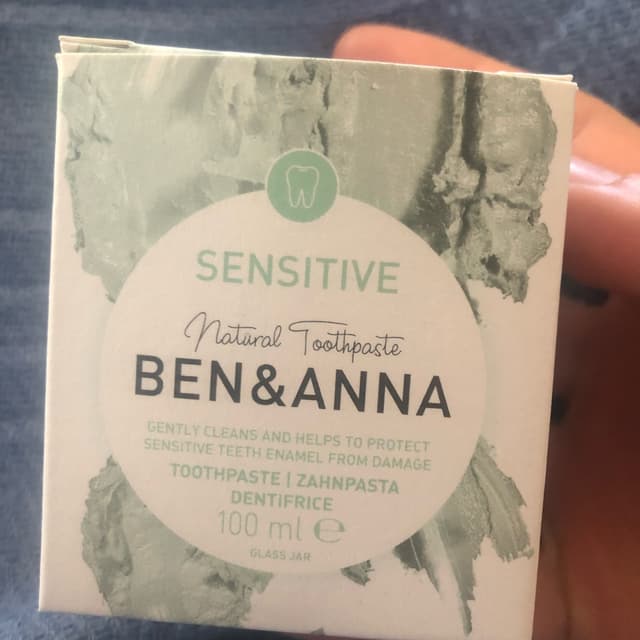 SENSITIVE
Natural Toothpaste
BEN&ANNA
GENTLY CLEANS AND HELPS TO PROTECT
SENSITIVE TEETH ENAMEL FROM DAMAGE
TOOTHPASTE | ZAHNPASTA
DENTIFRICE
100 ml ℮
GLASS JAR